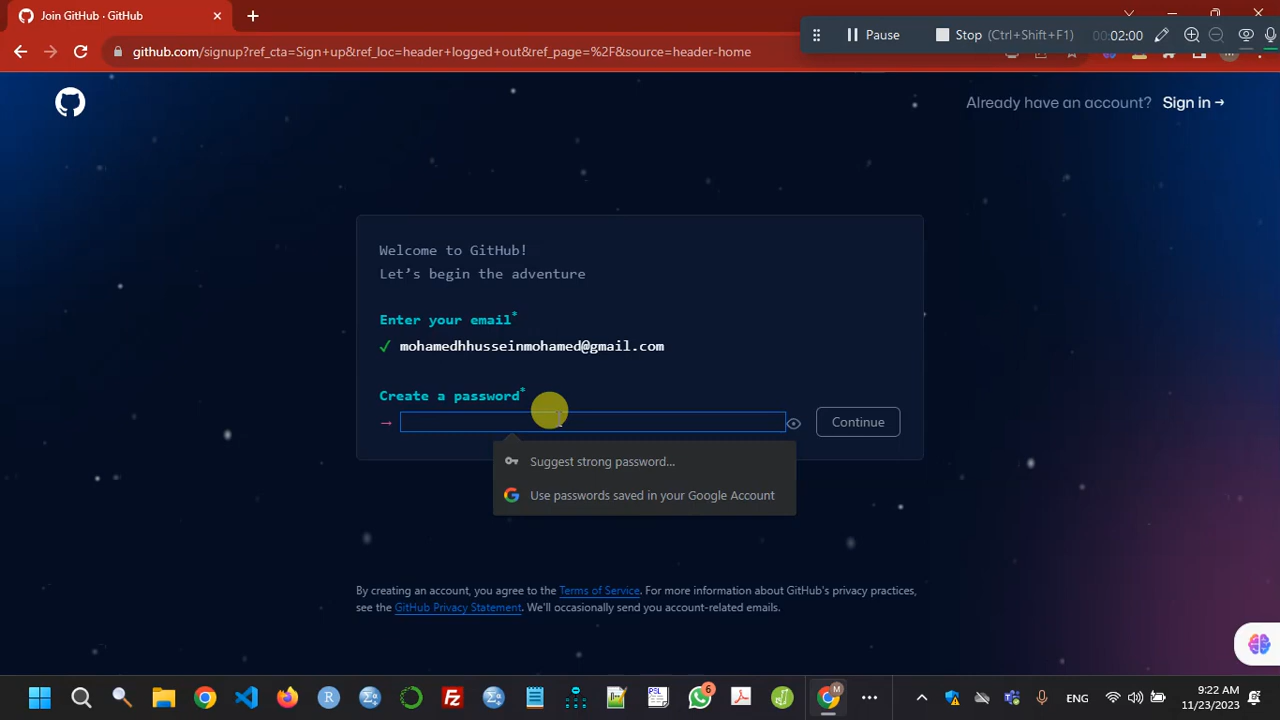 Join GitHub · GitHub
Pause
Stop (Ctrl+Shift+F1)
00:02:00
github.com/signup?ref_cta=Sign+up&ref_loc=header+logged+out&ref_page=%2F&source=header-home
Already have an account? Sign in →
Welcome to GitHub!
Let's begin the adventure
Enter your email*
✓ mohamedhhusseinmohamed@gmail.com
Create a password*
→
Continue
Suggest strong password...
Use passwords saved in your Google Account
By creating an account, you agree to the Terms of Service. For more information about GitHub's privacy practices,
see the GitHub Privacy Statement. We'll occasionally send you account-related emails.
R
PSL
6
M
ENG
9:22 AM
11/23/2023